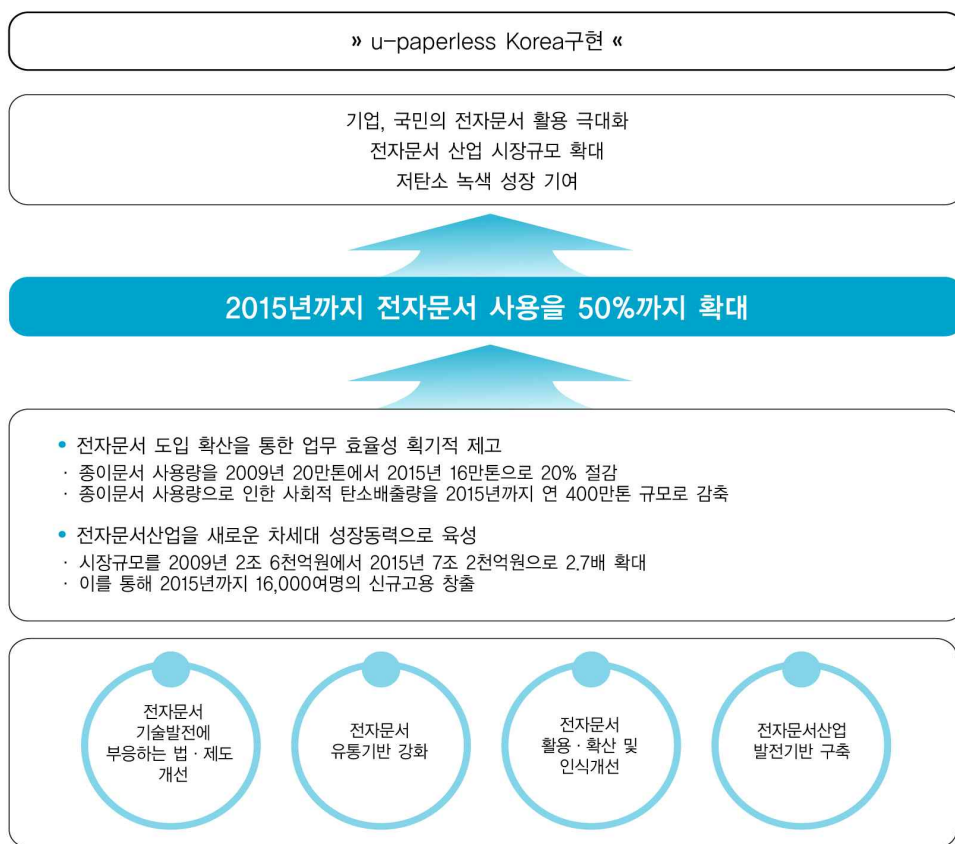 » u-paperless Korea구현 «
기업, 국민의 전자문서 활용 극대화
전자문서 산업 시장규모 확대
저탄소 녹색 성장 기여
2015년까지 전자문서 사용을 50%까지 확대
• 전자문서 도입 확산을 통한 업무 효율성 획기적 제고
· 종이문서 사용량을 2009년 20만톤에서 2015년 16만톤으로 20% 절감
· 종이문서 사용량으로 인한 사회적 탄소배출량을 2015년까지 연 400만톤 규모로 감축
• 전자문서산업을 새로운 차세대 성장동력으로 육성
· 시장규모를 2009년 2조 6천억원에서 2015년 7조 2천억원으로 2.7배 확대
· 이를 통해 2015년까지 16,000여명의 신규고용 창출
전자문서
기술발전에
부응하는 법 · 제도
개선
전자문서
유통기반 강화
전자문서
활용 · 확산 및
인식개선
전자문서산업
발전기반 구축